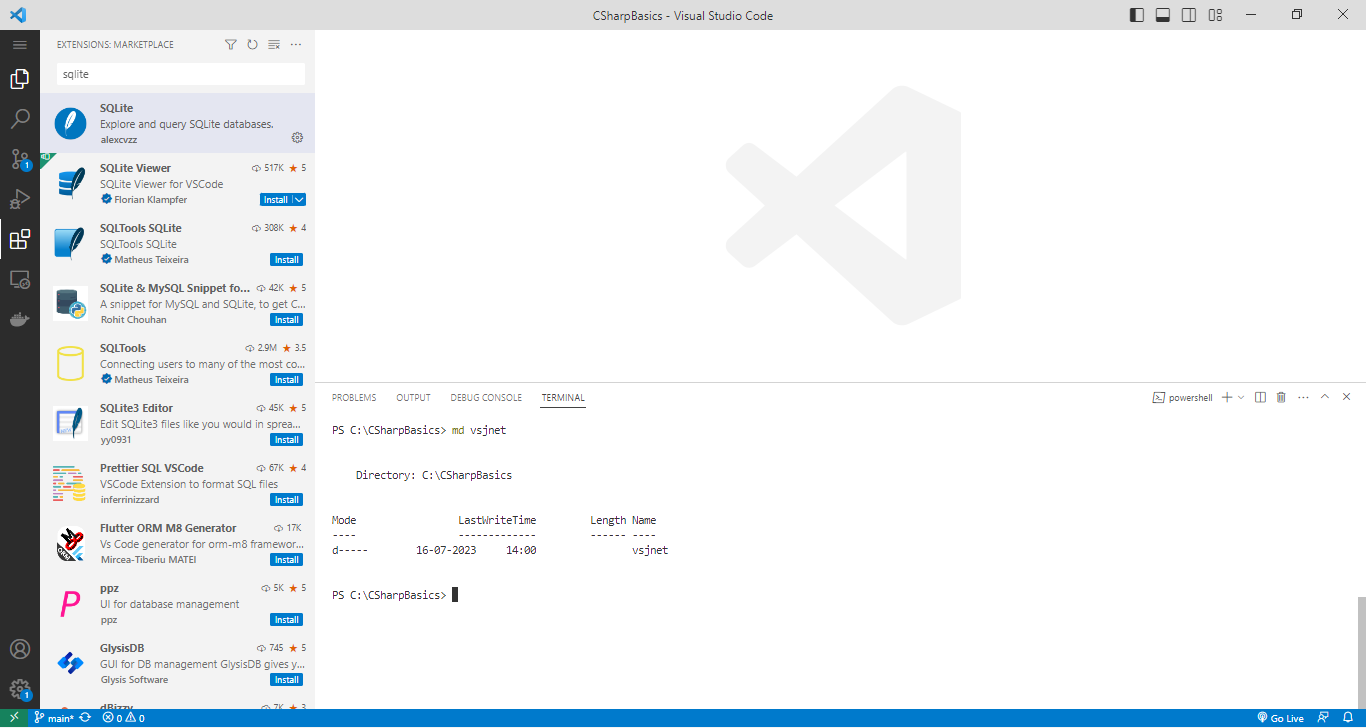 CSharpBasics - Visual Studio Code
EXTENSIONS: MARKETPLACE
sqlite
SQLite
Explore and query SQLite databases.
alexcvzz
SQLite Viewer 517K 5
SQLite Viewer for VSCode
Florian Klampfer Install
SQLTools SQLite 308K 4
SQLTools SQLite
Matheus Teixeira Install
SQLite & MySQL Snippet fo... 42K 5
A snippet for MySQL and SQLite, to get C...
Rohit Chouhan Install
SQLTools 2.9M 3.5
Connecting users to many of the most co...
Matheus Teixeira Install
SQLite3 Editor 45K 5
Edit SQLite3 files like you would in sprea...
yy0931 Install
Prettier SQL VSCode 67K 4
VSCode Extension to format SQL files
inferrinizzard Install
Flutter ORM M8 Generator 17K
Vs Code generator for orm-m8 framewor...
Mircea-Tiberiu MATEI Install
ppz 5K 5
UI for database management
ppz Install
GlysisDB 745 5
GUI for DB management GlysisDB gives y...
Glysis Software Install
dBizzy 7K 3
PROBLEMS OUTPUT DEBUG CONSOLE TERMINAL powershell
PS C:\CSharpBasics> md vsjnet
Directory: C:\CSharpBasics
Mode LastWriteTime Length Name
---- ------------- ------ ----
d----- 16-07-2023 14:00 vsjnet
PS C:\CSharpBasics>
1
1
main* 0 0 Go Live